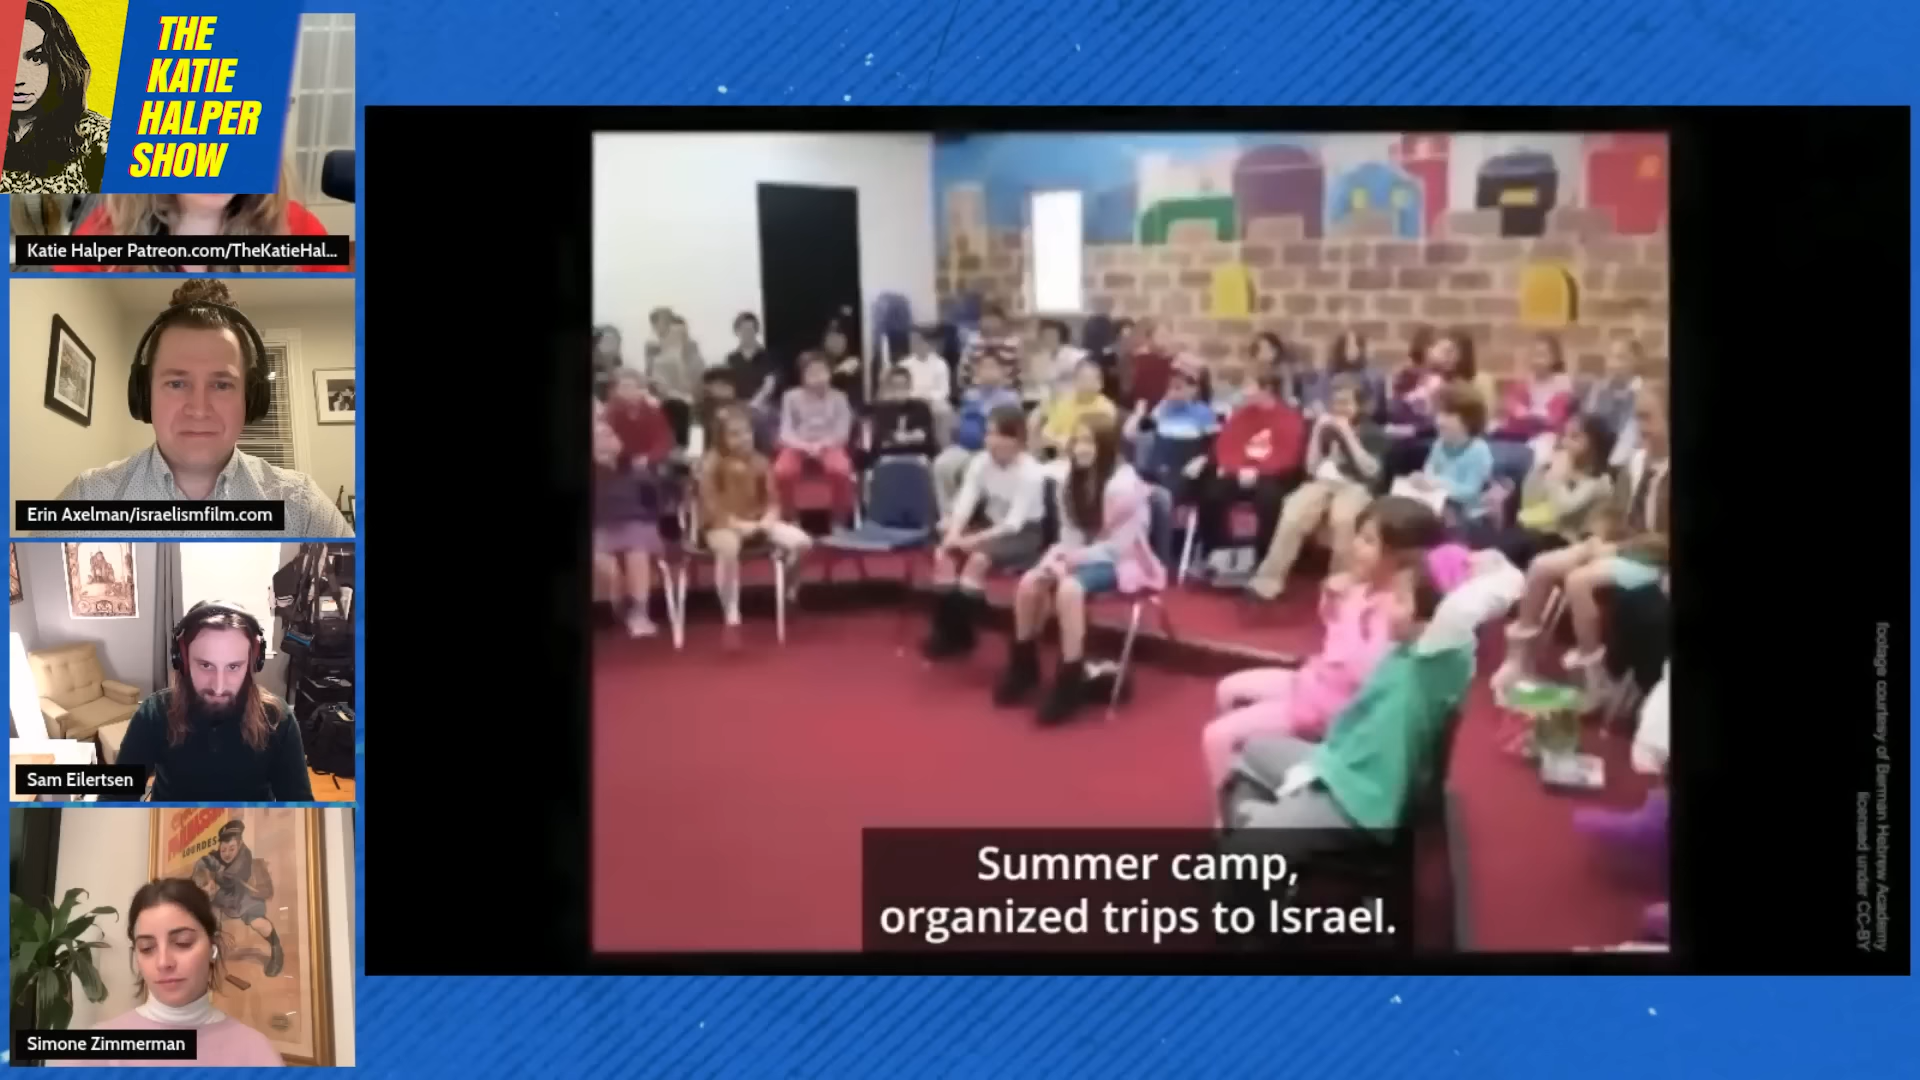 THE
KATIE
HALPER
SHOW
Katie Halper Patreon.com/TheKatieHal...
Erin Axelman/israelismfilm.com
Sam Eilertsen
LOURDES
Simone Zimmerman
Summer camp,
organized trips to Israel.
footage courtesy of Berman Hebrew Academy
licensed under CC-BY